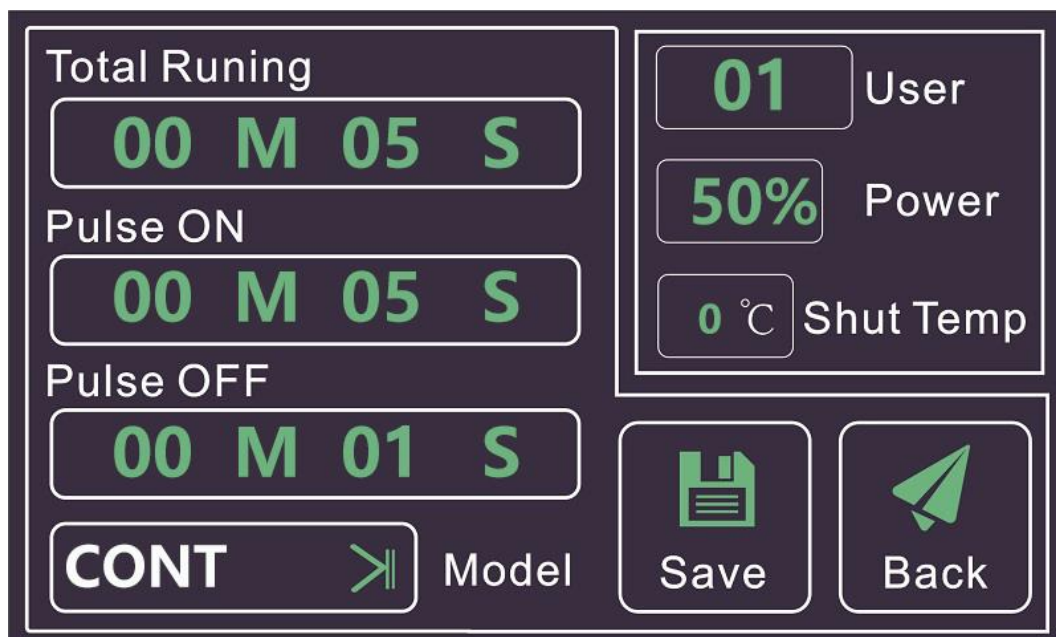 Total Runing
00 M 05 S
Pulse ON
00 M 05 S
Pulse OFF
00 M 01 S
CONT Model
01 User
50% Power
0 ℃ Shut Temp
Save
Back